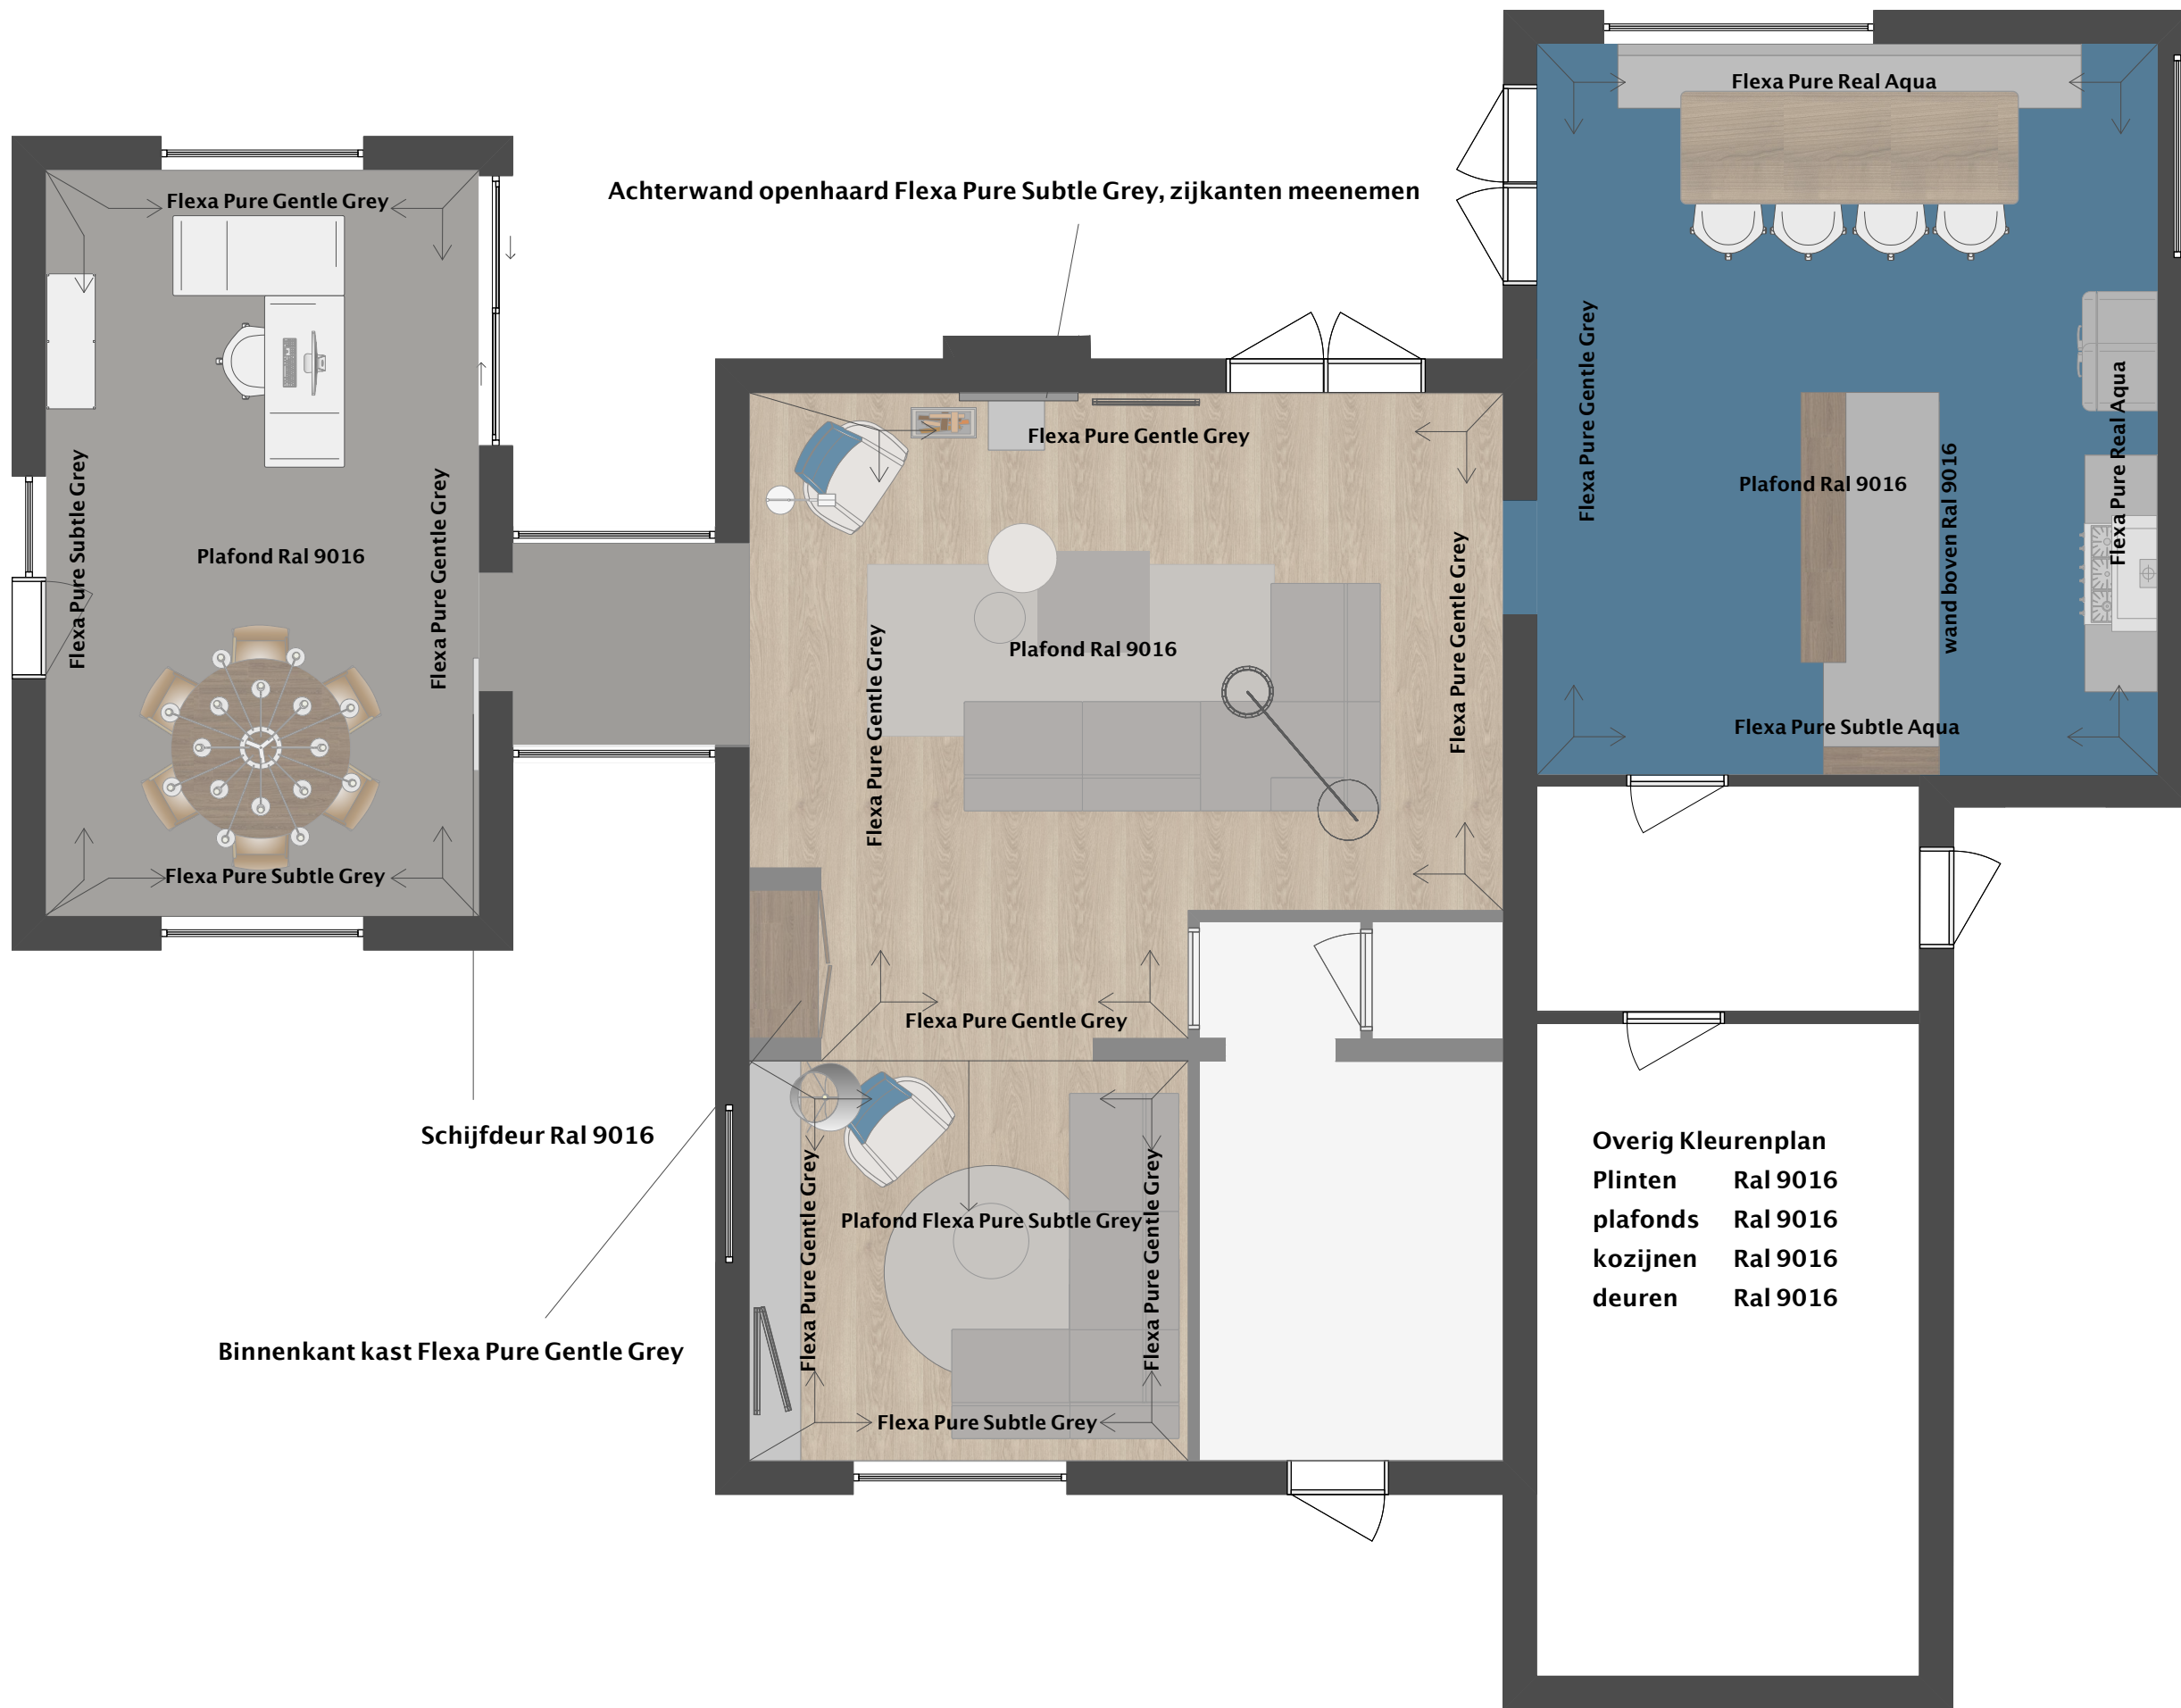 Flexa Pure Real Aqua
Achterwand openhaard Flexa Pure Subtle Grey, zijkanten meenemen
Flexa Pure Gentle Grey
Flexa Pure Subtle Grey
Flexa Pure Gentle Grey
Plafond Ral 9016
Flexa Pure Subtle Grey
Flexa Pure Gentle Grey
Flexa Pure Gentle Grey
Plafond Ral 9016
Flexa Pure Gentle Grey
Flexa Pure Gentle Grey
Flexa Pure Gentle Grey
Plafond Ral 9016
wand boven Ral 9016
Flexa Pure Real Aqua
Flexa Pure Subtle Aqua
Schijfdeur Ral 9016
Binnenkant kast Flexa Pure Gentle Grey
Flexa Pure Gentle Grey
Plafond Flexa Pure Subtle Grey
Flexa Pure Gentle Grey
Flexa Pure Subtle Grey
Overig Kleurenplan
Plinten Ral 9016
plafonds Ral 9016
kozijnen Ral 9016
deuren Ral 9016